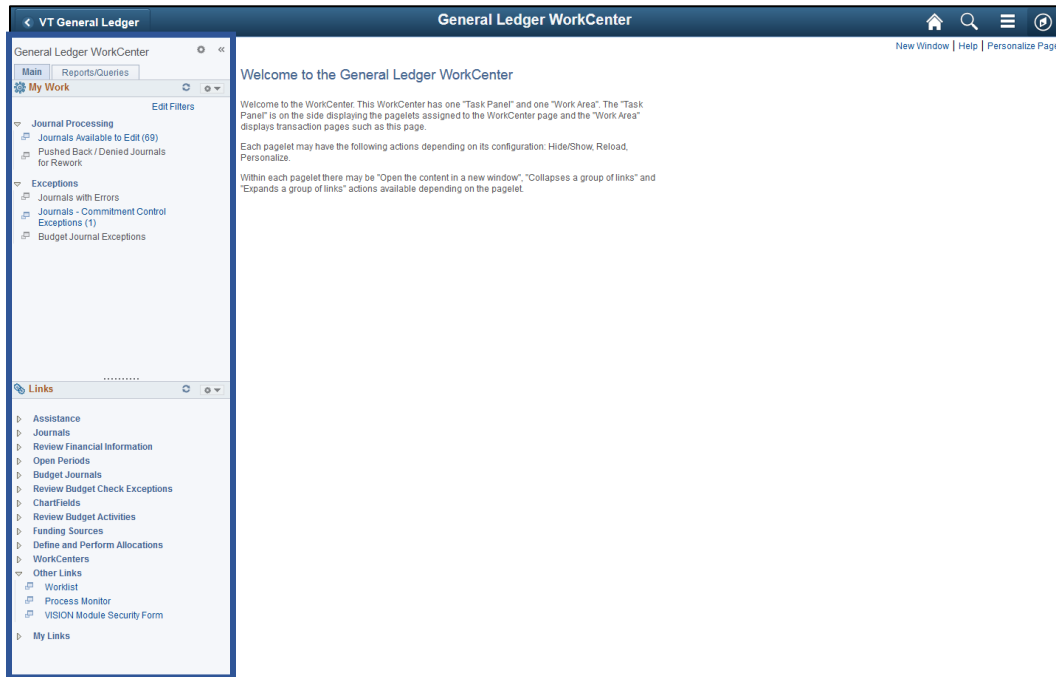 VT General Ledger
General Ledger WorkCenter
New Window | Help | Personalize Page
General Ledger WorkCenter
Main
Reports/Queries
My Work
Edit Filters
Journal Processing
Journals Available to Edit (69)
Pushed Back / Denied Journals
for Rework
Exceptions
Journals with Errors
Journals - Commitment Control
Exceptions (1)
Budget Journal Exceptions
Links
Assistance
Journals
Review Financial Information
Open Periods
Budget Journals
Review Budget Check Exceptions
ChartFields
Review Budget Activities
Funding Sources
Define and Perform Allocations
WorkCenters
Other Links
Worklist
Process Monitor
VISION Module Security Form
My Links
Welcome to the General Ledger WorkCenter
Welcome to the WorkCenter. This WorkCenter has one "Task Panel" and one "Work Area". The "Task
Panel" is on the side displaying the pagelets assigned to the WorkCenter page and the "Work Area"
displays transaction pages such as this page.
Each pagelet may have the following actions depending on its configuration: Hide/Show, Reload,
Personalize.
Within each pagelet there may be "Open the content in a new window", "Collapses a group of links" and
"Expands a group of links" actions available depending on the pagelet.